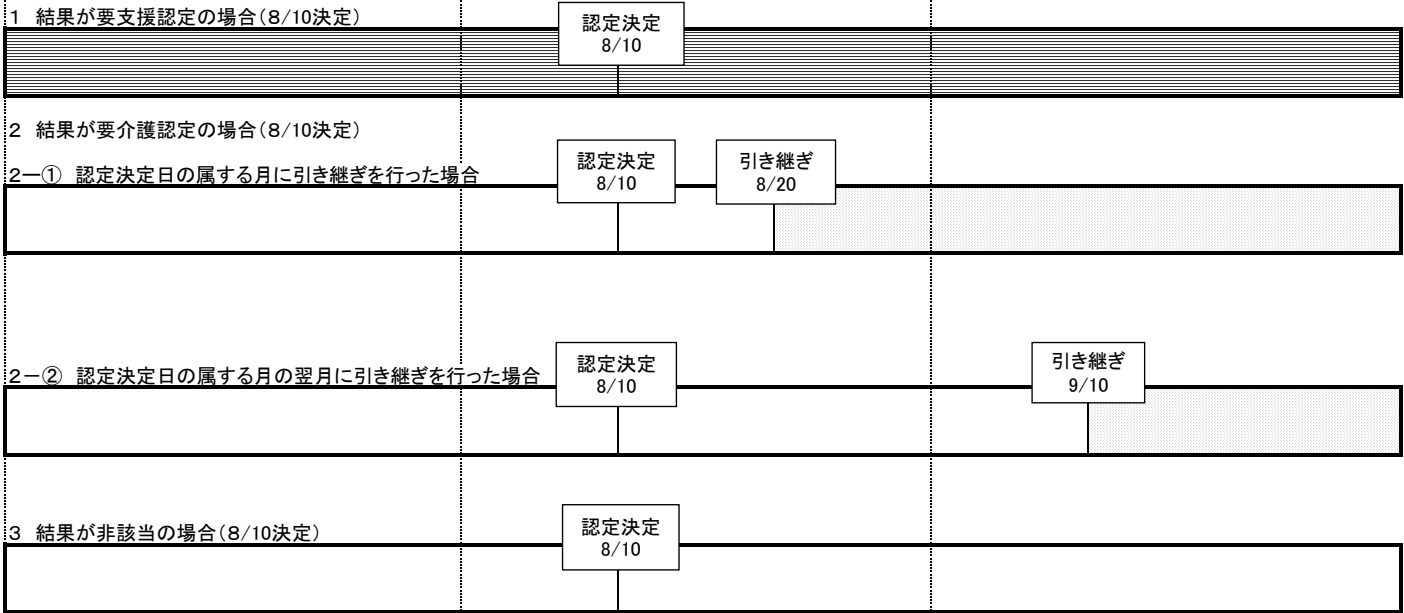 1 結果が要支援認定の場合(8/10決定)
認定決定
8/10
2 結果が要介護認定の場合(8/10決定)
2-① 認定決定日の属する月に引き継ぎを行った場合
認定決定
8/10
引き継ぎ
8/20
2-② 認定決定日の属する月の翌月に引き継ぎを行った場合
認定決定
8/10
引き継ぎ
9/10
3 結果が非該当の場合(8/10決定)
認定決定
8/10